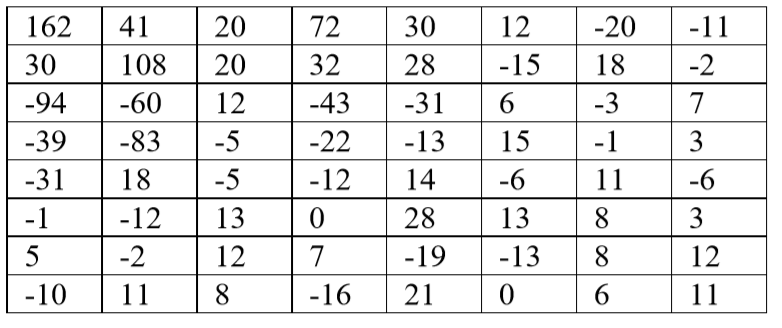 162 41 20 72 30 12 -20 -11
30 108 20 32 28 -15 18 -2
-94 -60 12 -43 -31 6 -3 7
-39 -83 -5 -22 -13 15 -1 3
-31 18 -5 -12 14 -6 11 -6
-1 -12 13 0 28 13 8 3
5 -2 12 7 -19 -13 8 12
-10 11 8 -16 21 0 6 11